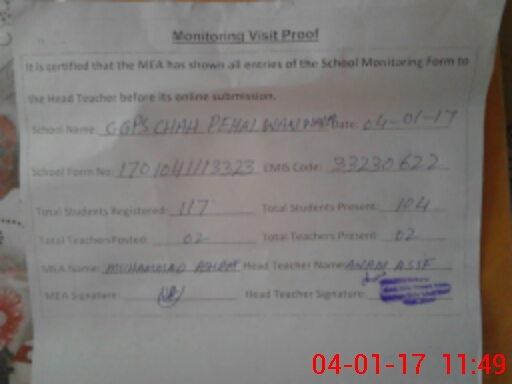 Monitoring Visit Proof
It is certified that the MEA has shown all entries of the School Monitoring Form to
the Head Teacher before its online submission.
School Name: GGPS CHAH PEHALWANWALA Date: 04-01-17
School Form No: 1701041113323 EMIS Code: 33230622
Total Students Registered: 117 Total Students Present: 104
Total Teachers Posted: 02 Total Teachers Present: 02
MEA Name: MUHAMMAD Head Teacher Name: ASIF
MEA Signature: Head Teacher Signature:
04-01-17 11:49